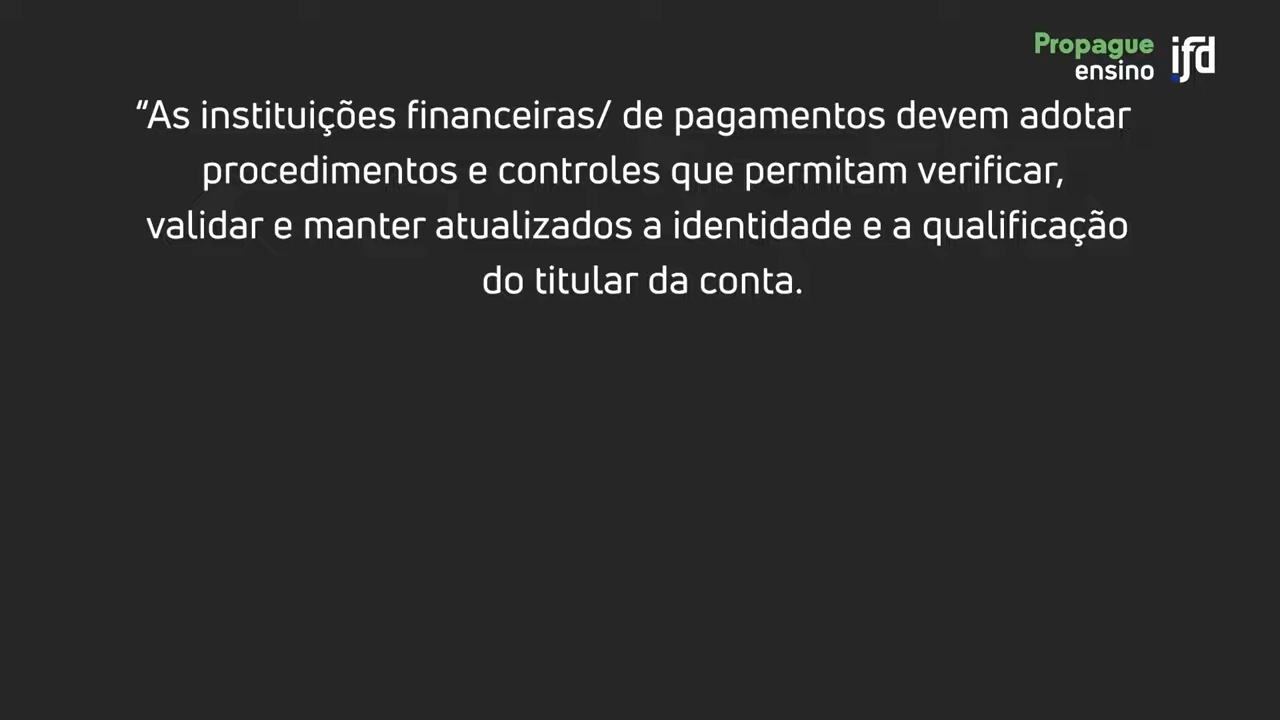 Propague
ensino
ifd
“As instituições financeiras/ de pagamentos devem adotar
procedimentos e controles que permitam verificar,
validar e manter atualizados a identidade e a qualificação
do titular da conta.